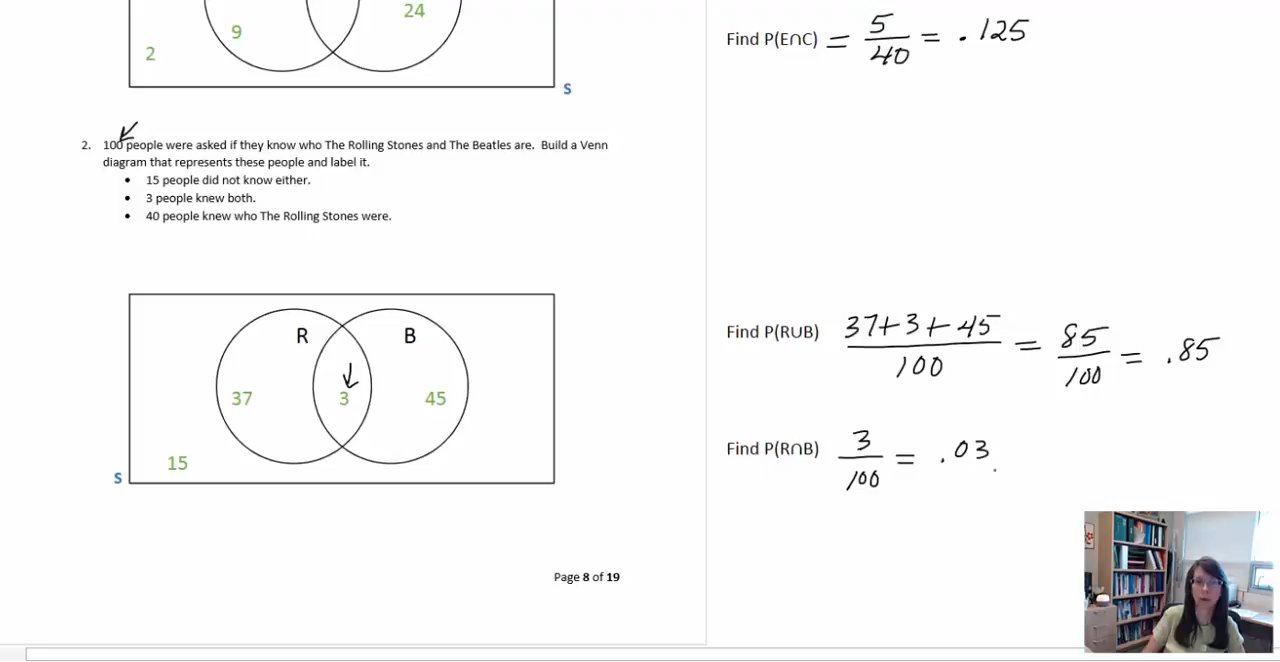 24
9
2
S
Find P(E∩C) = 5/40 = .125
2. 100 people were asked if they know who The Rolling Stones and The Beatles are. Build a Venn
diagram that represents these people and label it.
• 15 people did not know either.
• 3 people knew both.
• 40 people knew who The Rolling Stones were.
R B
37 3 45
15
S
Find P(R∪B) 37+3+45/100 = 85/100 = .85
Find P(R∩B) 3/100 = .03
Page 8 of 19